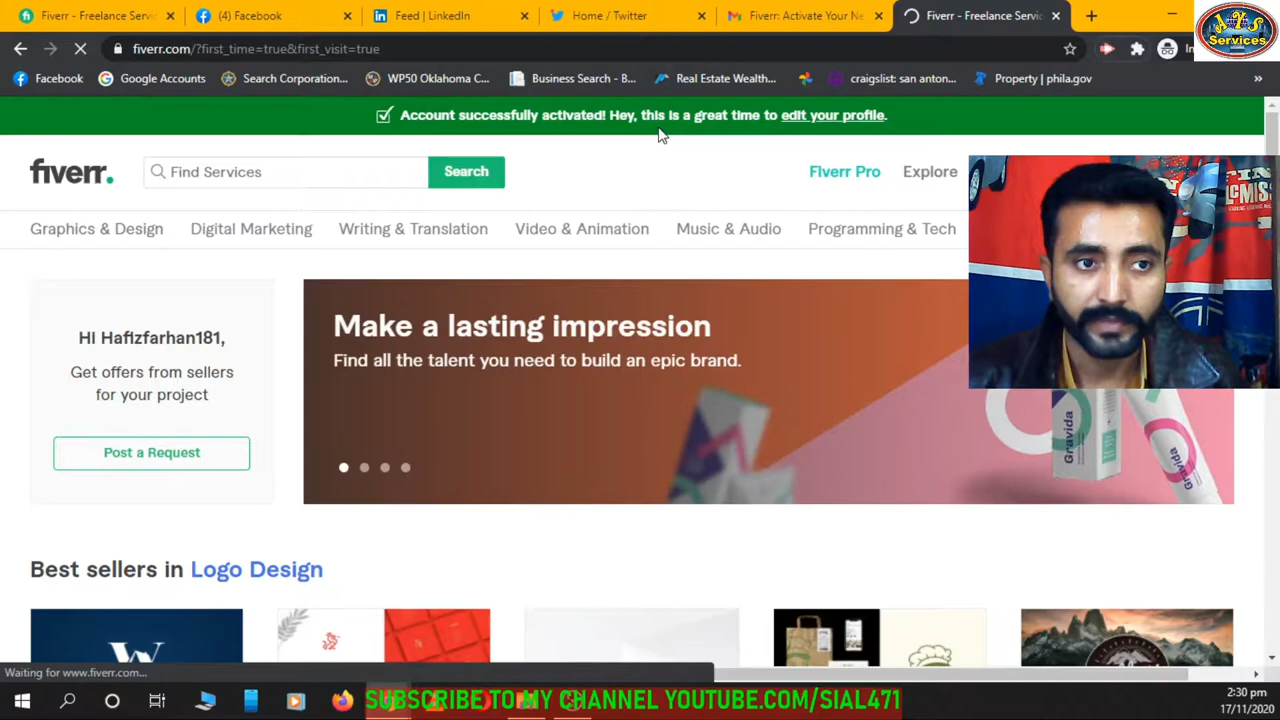 Fiverr - Freelance Servic
(4) Facebook
Feed | LinkedIn
Home / Twitter
Fiverr: Activate Your Ne
Fiverr - Freelance Servic
fiverr.com/?first_time=true&first_visit=true
In
AYS
Services
Facebook
Google Accounts
Search Corporation...
WP50 Oklahoma C...
Business Search - B...
Real Estate Wealth...
craigslist: san anton...
Property | phila.gov
Account successfully activated! Hey, this is a great time to edit your profile.
fiverr.
Find Services
Search
Fiverr Pro
Explore
Graphics & Design
Digital Marketing
Writing & Translation
Video & Animation
Music & Audio
Programming & Tech
Hi Hafizfarhan181,
Get offers from sellers
for your project
Post a Request
Make a lasting impression
Find all the talent you need to build an epic brand.
Gravida
Best sellers in Logo Design
W
Waiting for www.fiverr.com...
SUBSCRIBE TO MY CHANNEL YOUTUBE.COM/SIAL471
2:30 pm
17/11/2020